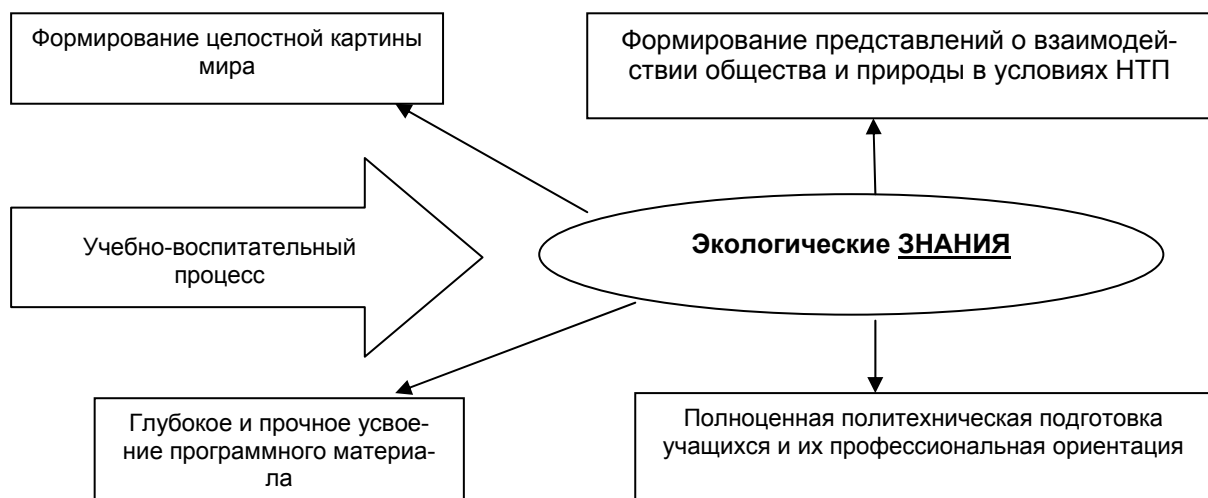 Формирование целостной картины
мира
Формирование представлений о взаимодей-
ствии общества и природы в условиях НТП
Учебно-воспитательный
процесс
Экологические ЗНАНИЯ
Глубокое и прочное усвое-
ние программного материа-
ла
Полноценная политехническая подготовка
учащихся и их профессиональная ориентация